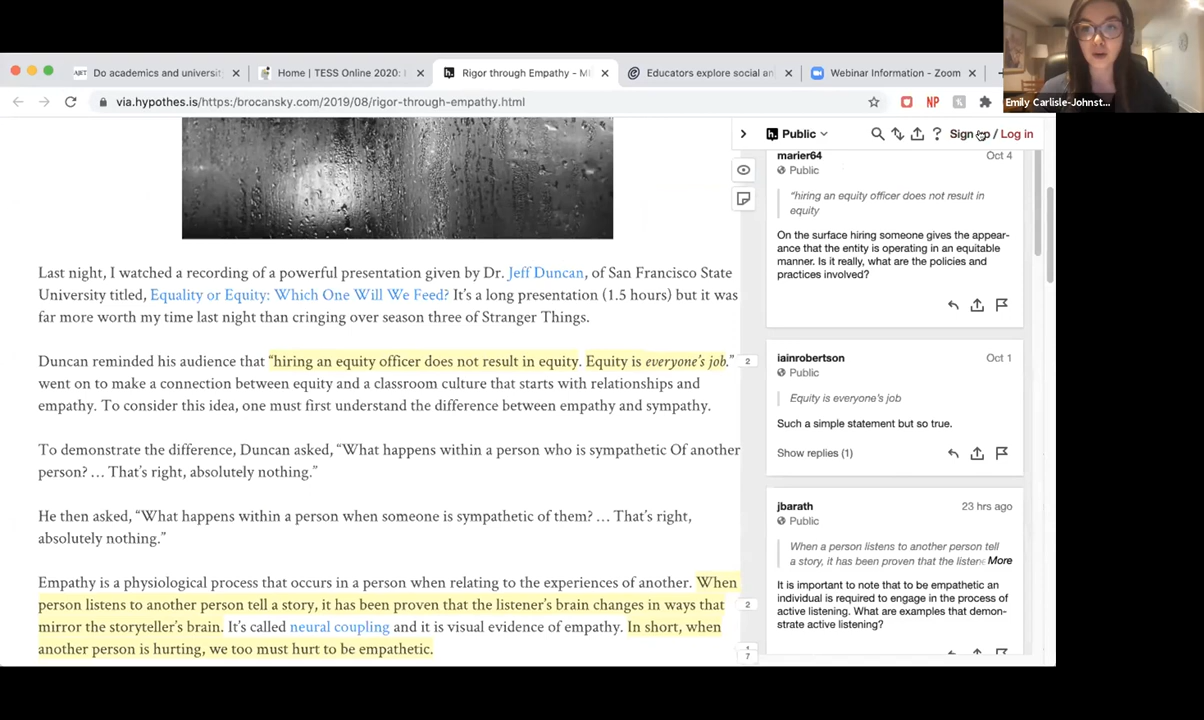 Do academics and universit
Home | TESS Online 2020:
Rigor through Empathy - M
Educators explore social an
Webinar Information - Zoom
via.hypothes.is/https:/brocansky.com/2019/08/rigor-through-empathy.html
NP
Emily Carlisle-Johnst...
Public
Sign up / Log in
Last night, I watched a recording of a powerful presentation given by Dr. Jeff Duncan, of San Francisco State
University titled, Equality or Equity: Which One Will We Feed? It’s a long presentation (1.5 hours) but it was
far more worth my time last night than cringing over season three of Stranger Things.
Duncan reminded his audience that “hiring an equity officer does not result in equity. Equity is everyone’s job.”
went on to make a connection between equity and a classroom culture that starts with relationships and
empathy. To consider this idea, one must first understand the difference between empathy and sympathy.
To demonstrate the difference, Duncan asked, “What happens within a person who is sympathetic Of another
person? … That’s right, absolutely nothing.”
He then asked, “What happens within a person when someone is sympathetic of them? … That’s right,
absolutely nothing.”
Empathy is a physiological process that occurs in a person when relating to the experiences of another. When
person listens to another person tell a story, it has been proven that the listener’s brain changes in ways that
mirror the storyteller’s brain. It’s called neural coupling and it is visual evidence of empathy. In short, when
another person is hurting, we too must hurt to be empathetic.
2
2
7
marier64
Oct 4
Public
“hiring an equity officer does not result in
equity
On the surface hiring someone gives the appear-
ance that the entity is operating in an equitable
manner. Is it really, what are the policies and
practices involved?
iainrobertson
Oct 1
Public
Equity is everyone’s job
Such a simple statement but so true.
Show replies (1)
jbarath
23 hrs ago
Public
When a person listens to another person tell
a story, it has been proven that the listene More
It is important to note that to be empathetic an
individual is required to engage in the process of
active listening. What are examples that demon-
strate active listening?